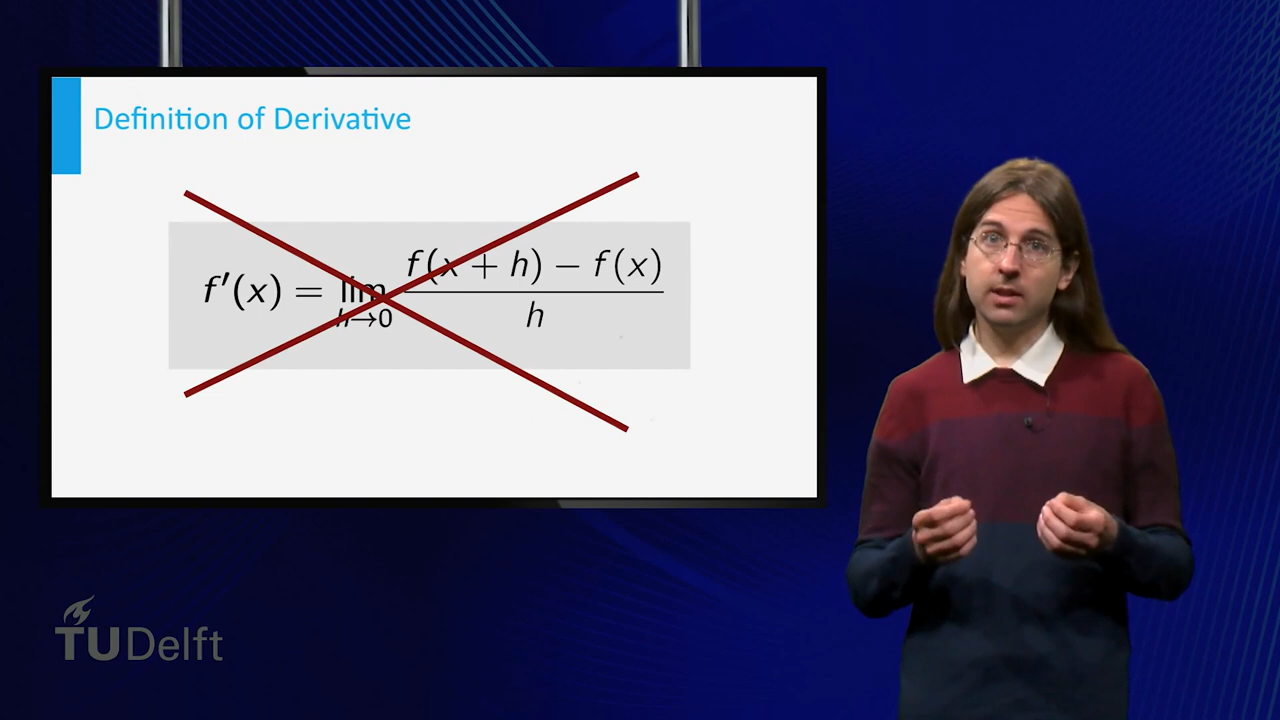 Definition of Derivative
f′(x) = lim h→0 f(x + h) − f(x) / h
TUDelft